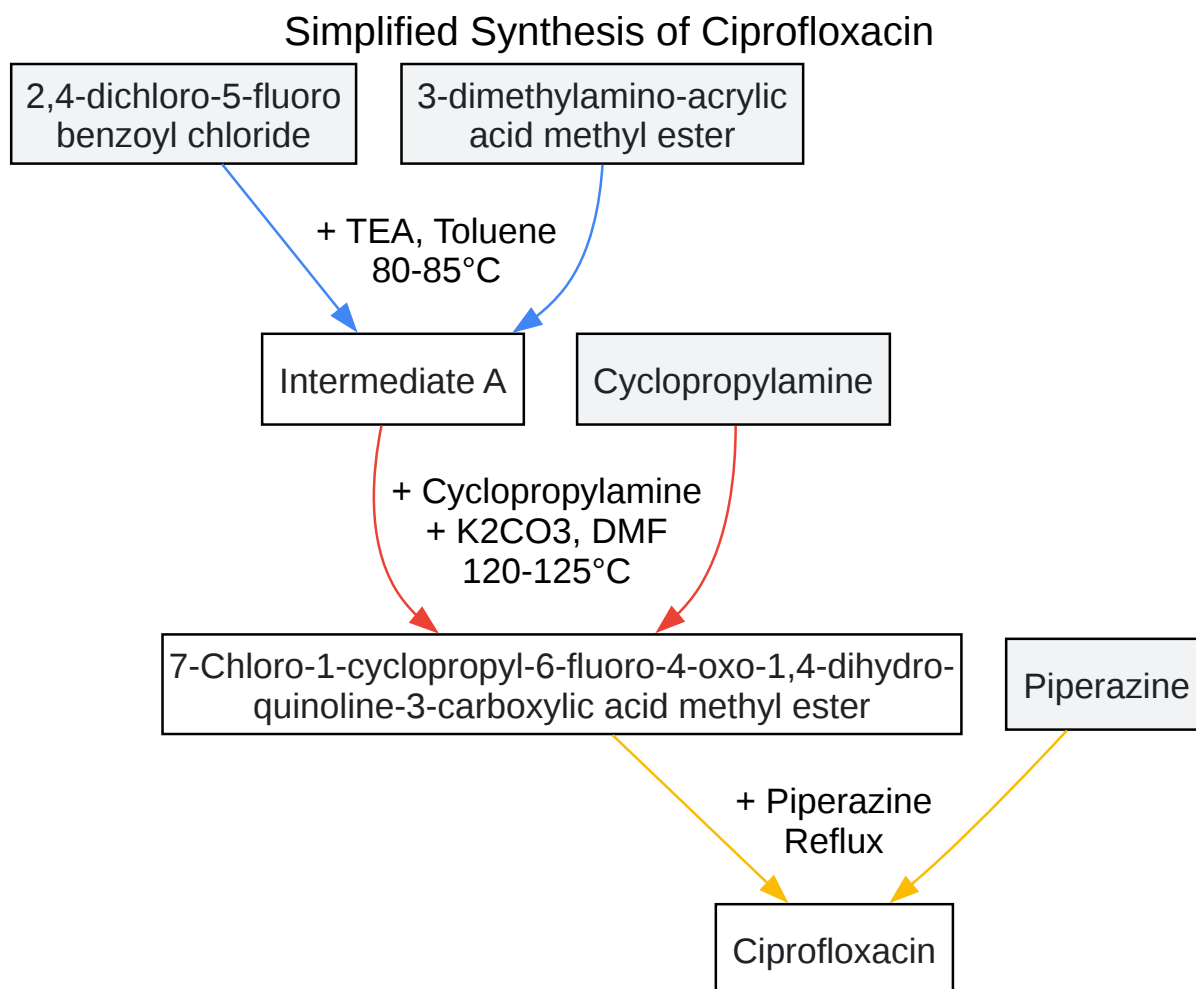 Simplified Synthesis of Ciprofloxacin
2,4-dichloro-5-fluoro
benzoyl chloride
3-dimethylamino-acrylic
acid methyl ester
+ TEA, Toluene
80-85°C
Intermediate A
Cyclopropylamine
+ Cyclopropylamine
+ K2CO3, DMF
120-125°C
7-Chloro-1-cyclopropyl-6-fluoro-4-oxo-1,4-dihydro-
quinoline-3-carboxylic acid methyl ester
Piperazine
+ Piperazine
Reflux
Ciprofloxacin